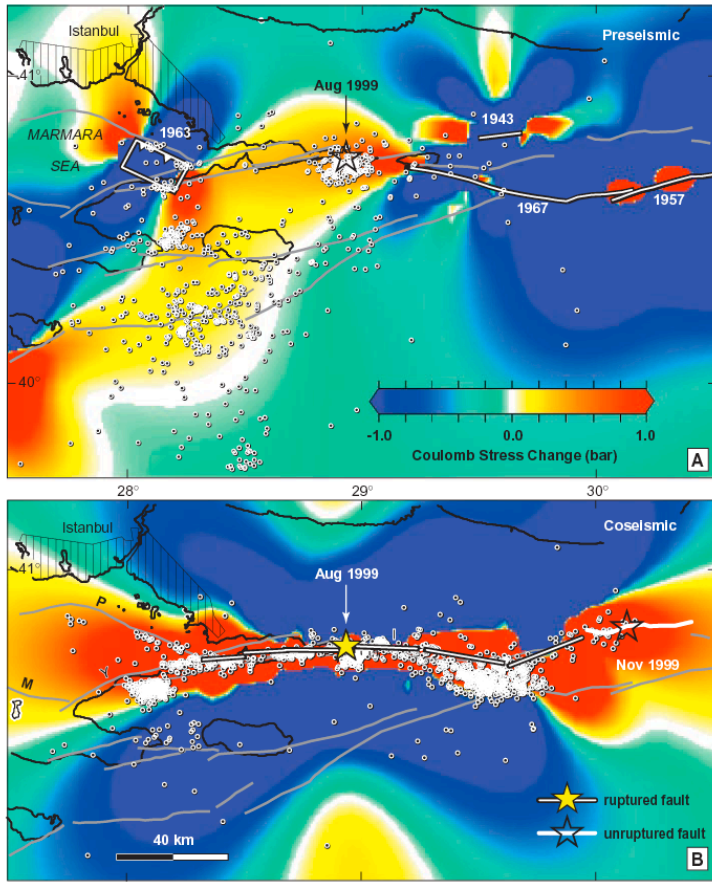 Istanbul
Preseismic
41°
Aug 1999
1943
MARMARA
1963
SEA
1967
1957
40°
-1.0
0.0
1.0
Coulomb Stress Change (bar)
A
28°
29°
30°
Istanbul
Coseismic
41°
Aug 1999
P
I
Y
Nov 1999
M
ruptured fault
40 km
unruptured fault
B